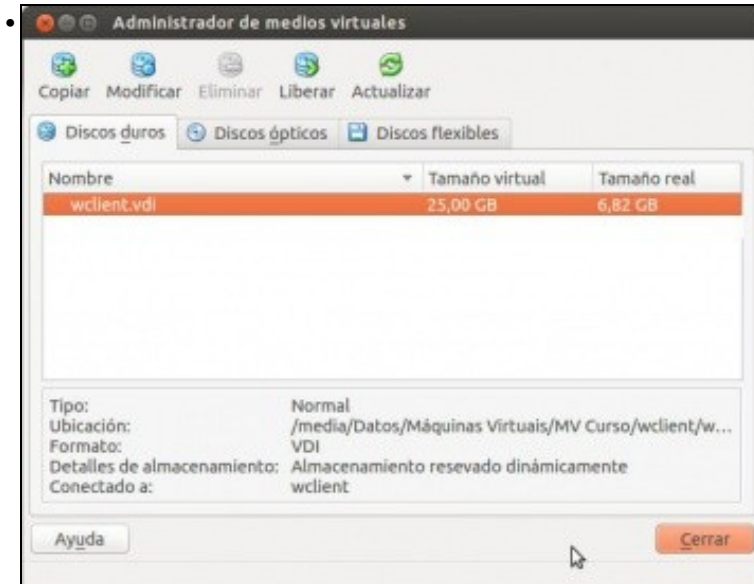 Administrador de medios virtuales
Copiar Modificar Eliminar Liberar Actualizar
Discos duros Discos ópticos Discos flexibles
Nombre Tamaño virtual Tamaño real
wclient.vdi 25,00 GB 6,82 GB
Tipo: Normal
Ubicación: /media/Datos/Máquinas Virtuais/MV Curso/wclient/w...
Formato: VDI
Detalles de almacenamiento: Almacenamiento resevado dinámicamente
Conectado a: wclient
Ayuda Cerrar